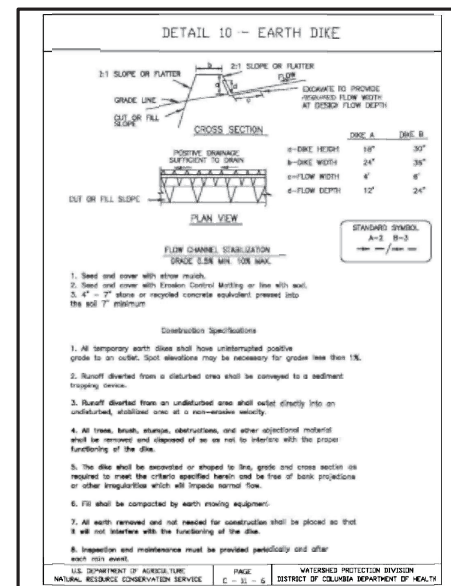 DETAIL 10 - EARTH DIKE
2:1 SLOPE OR FLATTER
2:1 SLOPE OR FLATTER
FLOW
EXCAVATE TO PROVIDE
REQUIRED FLOW WIDTH
AT DESIGN FLOW DEPTH
GRADE LINE
CUT OR FILL
SLOPE
CROSS SECTION
DIKE A DIKE B
a-DIKE HEIGHT 18" 30"
b-DIKE WIDTH 24" 36"
c-FLOW WIDTH 4' 6'
d-FLOW DEPTH 12" 24"
POSITIVE DRAINAGE
SUFFICIENT TO DRAIN
CUT OR FILL SLOPE
PLAN VIEW
STANDARD SYMBOL
A-2 B-3
FLOW CHANNEL STABILIZATION
GRADE 0.5% MIN. 10% MAX.
1. Seed and cover with straw mulch.
2. Seed and cover with Erosion Control Matting or line with sod.
3. 4" - 7" stone or recycled concrete equivalent pressed into
the soil 7" minimum
Construction Specifications
1. All temporary earth dikes shall have uninterrupted positive
grade to an outlet. Spot elevations may be necessary for grades less than 1%.
2. Runoff diverted from a disturbed area shall be conveyed to a sediment
trapping device.
3. Runoff diverted from an undisturbed area shall outlet directly into an
undisturbed, stabilized area at a non-erosive velocity.
4. All trees, brush, stumps, obstructions, and other objectional material
shall be removed and disposed of so as not to interfere with the proper
functioning of the dike.
5. The dike shall be excavated or shaped to line, grade and cross section as
required to meet the criteria specified herein and be free of bank projections
or other irregularities which will impede normal flow.
6. Fill shall be compacted by earth moving equipment.
7. All earth removed and not needed for construction shall be placed so that
it will not interfere with the functioning of the dike.
8. Inspection and maintenance must be provided periodically and after
each rain event.
U.S. DEPARTMENT OF AGRICULTURE
NATURAL RESOURCE CONSERVATION SERVICE
PAGE
C - 11 - 6
WATERSHED PROTECTION DIVISION
DISTRICT OF COLUMBIA DEPARTMENT OF HEALTH